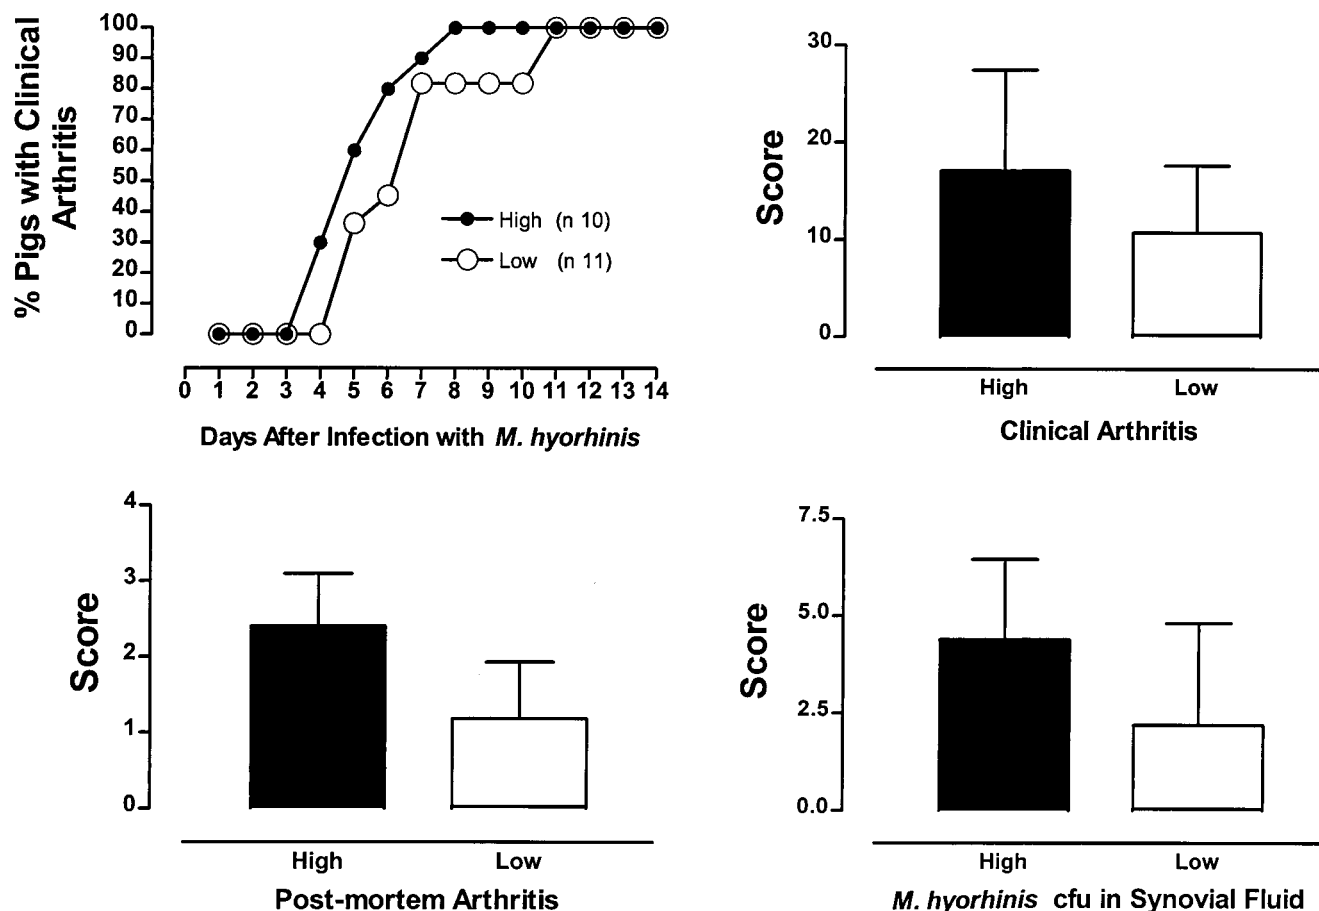 % Pigs with Clinical
Arthritis
100
90
80
70
60
50
40
30
20
10
0
High (n 10)
Low (n 11)
0 1 2 3 4 5 6 7 8 9 10 11 12 13 14
Days After Infection with M. hyorhinis
Score
30
20
10
0
High Low
Clinical Arthritis
Score
4
3
2
1
0
High Low
Post-mortem Arthritis
Score
7.5
5.0
2.5
0.0
High Low
M. hyorhinis cfu in Synovial Fluid